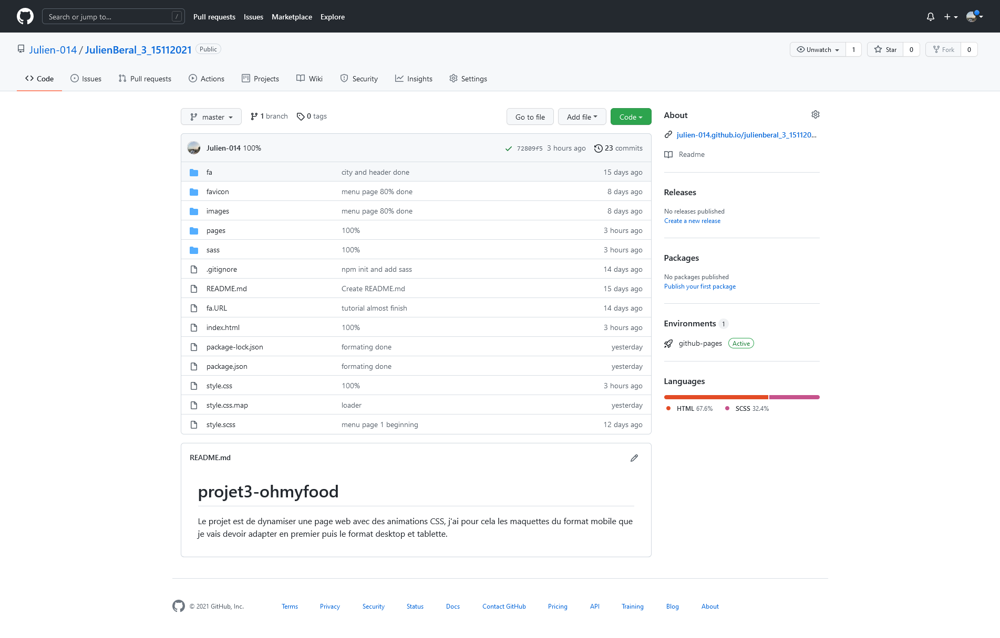 Search or jump to... /
Pull requests Issues Marketplace Explore
Julien-014 / JulienBeral_3_15112021 Public
Unwatch 1 Star 0 Fork 0
Code Issues Pull requests Actions Projects Wiki Security Insights Settings
master 1 branch 0 tags Go to file Add file Code
Julien-014 100% 72809f5 3 hours ago 23 commits
fa city and header done 15 days ago
favicon menu page 80% done 8 days ago
images menu page 80% done 8 days ago
pages 100% 3 hours ago
sass 100% 3 hours ago
.gitignore npm init and add sass 14 days ago
README.md Create README.md 15 days ago
fa.URL tutorial almost finish 14 days ago
index.html 100% 3 hours ago
package-lock.json formating done yesterday
package.json formating done yesterday
style.css 100% 3 hours ago
style.css.map loader yesterday
style.scss menu page 1 beginning 12 days ago
README.md
projet3-ohmyfood
Le projet est de dynamiser une page web avec des animations CSS, j'ai pour cela les maquettes du format mobile que
je vais devoir adapter en premier puis le format desktop et tablette.
About
julien-014.github.io/julienberal_3_151120...
Readme
Releases
No releases published
Create a new release
Packages
No packages published
Publish your first package
Environments 1
github-pages Active
Languages
HTML 67.6% SCSS 32.4%
© 2021 GitHub, Inc. Terms Privacy Security Status Docs Contact GitHub Pricing API Training Blog About